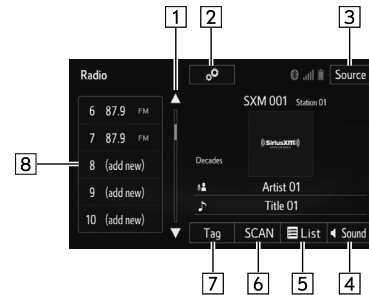 1 2 3
Radio Source
SXM 001 Station 01
6 87.9 FM
7 87.9 FM
((SiriusXM))
8 (add new)
Decades
9 (add new)
Artist 01
10 (add new)
Title 01
Tag SCAN List Sound
8
7 6 5 4